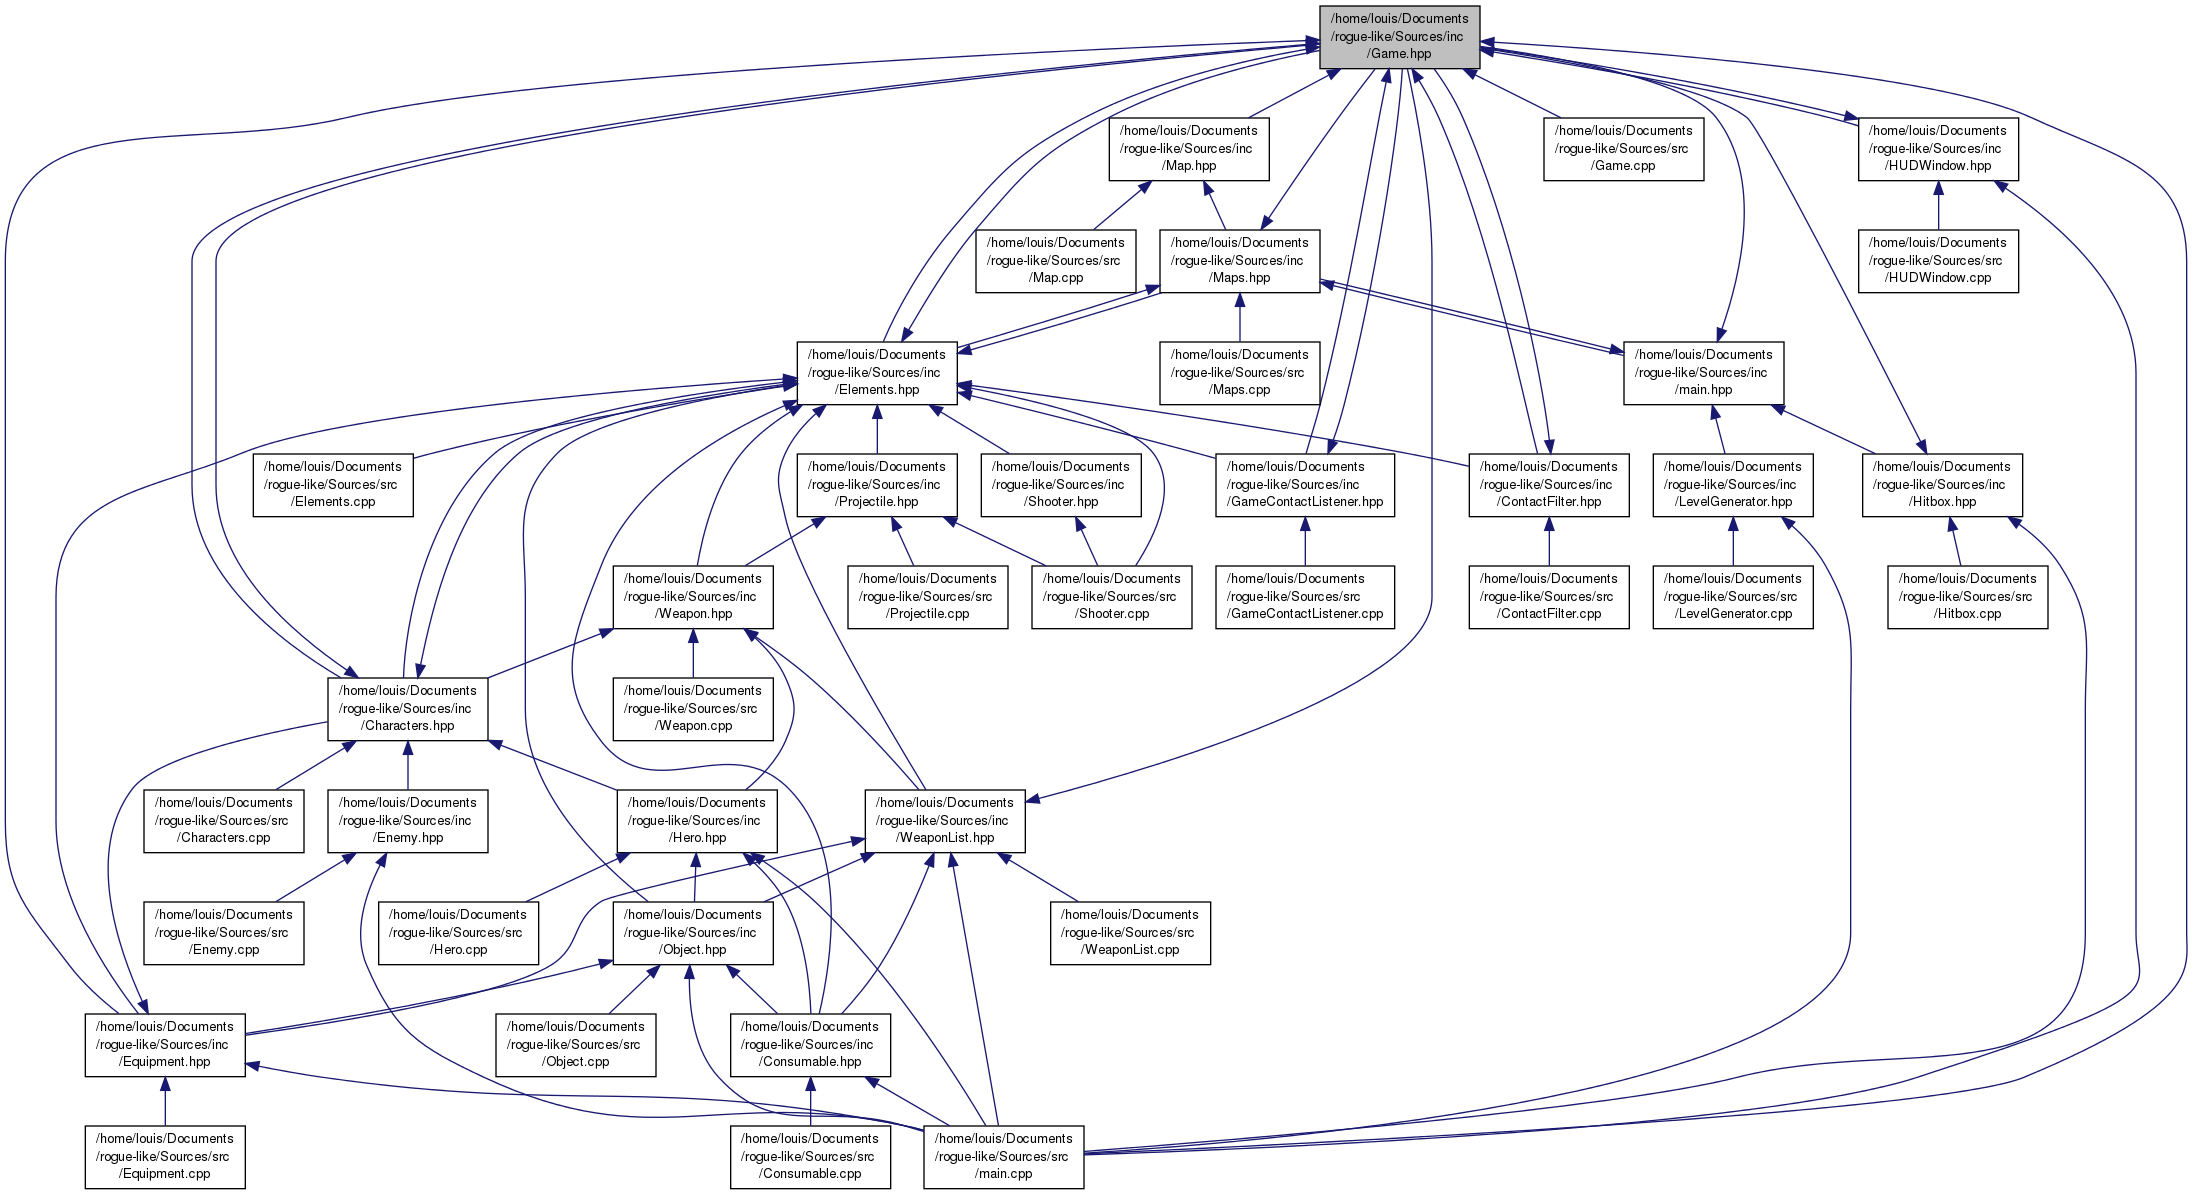 /home/louis/Documents
/rogue-like/Sources/inc
/Game.hpp
/home/louis/Documents
/rogue-like/Sources/inc
/Map.hpp
/home/louis/Documents
/rogue-like/Sources/src
/Game.cpp
/home/louis/Documents
/rogue-like/Sources/inc
/HUDWindow.hpp
/home/louis/Documents
/rogue-like/Sources/src
/Map.cpp
/home/louis/Documents
/rogue-like/Sources/inc
/Maps.hpp
/home/louis/Documents
/rogue-like/Sources/src
/HUDWindow.cpp
/home/louis/Documents
/rogue-like/Sources/inc
/Elements.hpp
/home/louis/Documents
/rogue-like/Sources/src
/Maps.cpp
/home/louis/Documents
/rogue-like/Sources/inc
/main.hpp
/home/louis/Documents
/rogue-like/Sources/src
/Elements.cpp
/home/louis/Documents
/rogue-like/Sources/inc
/Projectile.hpp
/home/louis/Documents
/rogue-like/Sources/inc
/Shooter.hpp
/home/louis/Documents
/rogue-like/Sources/inc
/GameContactListener.hpp
/home/louis/Documents
/rogue-like/Sources/inc
/ContactFilter.hpp
/home/louis/Documents
/rogue-like/Sources/inc
/LevelGenerator.hpp
/home/louis/Documents
/rogue-like/Sources/inc
/Hitbox.hpp
/home/louis/Documents
/rogue-like/Sources/inc
/Weapon.hpp
/home/louis/Documents
/rogue-like/Sources/src
/Projectile.cpp
/home/louis/Documents
/rogue-like/Sources/src
/Shooter.cpp
/home/louis/Documents
/rogue-like/Sources/src
/GameContactListener.cpp
/home/louis/Documents
/rogue-like/Sources/src
/ContactFilter.cpp
/home/louis/Documents
/rogue-like/Sources/src
/LevelGenerator.cpp
/home/louis/Documents
/rogue-like/Sources/src
/Hitbox.cpp
/home/louis/Documents
/rogue-like/Sources/inc
/Characters.hpp
/home/louis/Documents
/rogue-like/Sources/src
/Weapon.cpp
/home/louis/Documents
/rogue-like/Sources/src
/Characters.cpp
/home/louis/Documents
/rogue-like/Sources/inc
/Enemy.hpp
/home/louis/Documents
/rogue-like/Sources/inc
/Hero.hpp
/home/louis/Documents
/rogue-like/Sources/inc
/WeaponList.hpp
/home/louis/Documents
/rogue-like/Sources/src
/Enemy.cpp
/home/louis/Documents
/rogue-like/Sources/src
/Hero.cpp
/home/louis/Documents
/rogue-like/Sources/inc
/Object.hpp
/home/louis/Documents
/rogue-like/Sources/src
/WeaponList.cpp
/home/louis/Documents
/rogue-like/Sources/inc
/Equipment.hpp
/home/louis/Documents
/rogue-like/Sources/src
/Object.cpp
/home/louis/Documents
/rogue-like/Sources/inc
/Consumable.hpp
/home/louis/Documents
/rogue-like/Sources/src
/Equipment.cpp
/home/louis/Documents
/rogue-like/Sources/src
/Consumable.cpp
/home/louis/Documents
/rogue-like/Sources/src
/main.cpp